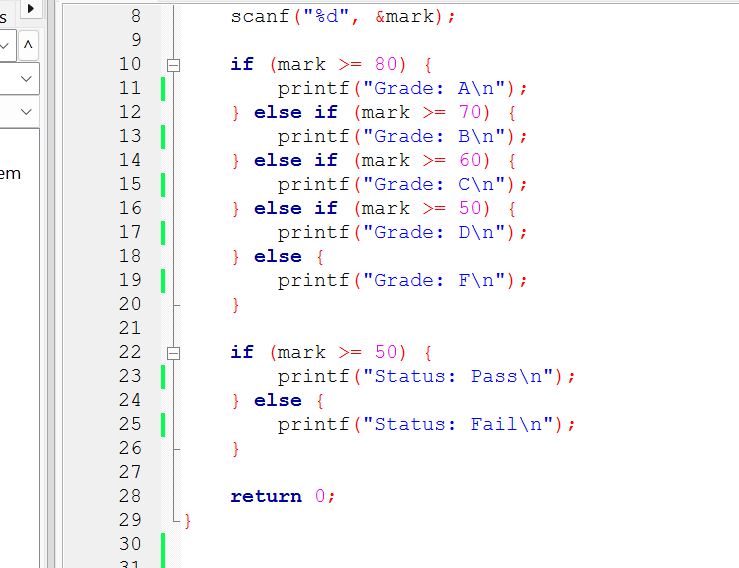 s
em
8 scanf("%d", &mark);
9
10 if (mark >= 80) {
11 printf("Grade: A\n");
12 } else if (mark >= 70) {
13 printf("Grade: B\n");
14 } else if (mark >= 60) {
15 printf("Grade: C\n");
16 } else if (mark >= 50) {
17 printf("Grade: D\n");
18 } else {
19 printf("Grade: F\n");
20 }
21
22 if (mark >= 50) {
23 printf("Status: Pass\n");
24 } else {
25 printf("Status: Fail\n");
26 }
27
28 return 0;
29 }
30
31